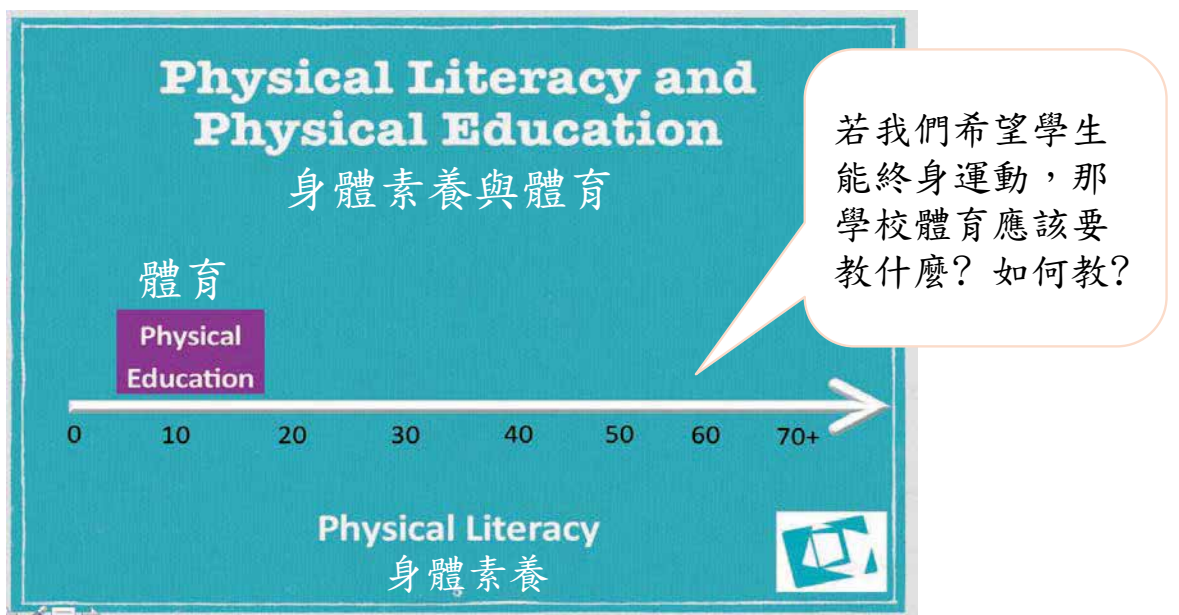 Physical Literacy and
Physical Education
身體素養與體育
若我們希望學生
能終身運動，那
學校體育應該要
教什麼? 如何教?
體育
Physical
Education
0 10 20 30 40 50 60 70+
Physical Literacy
身體素養